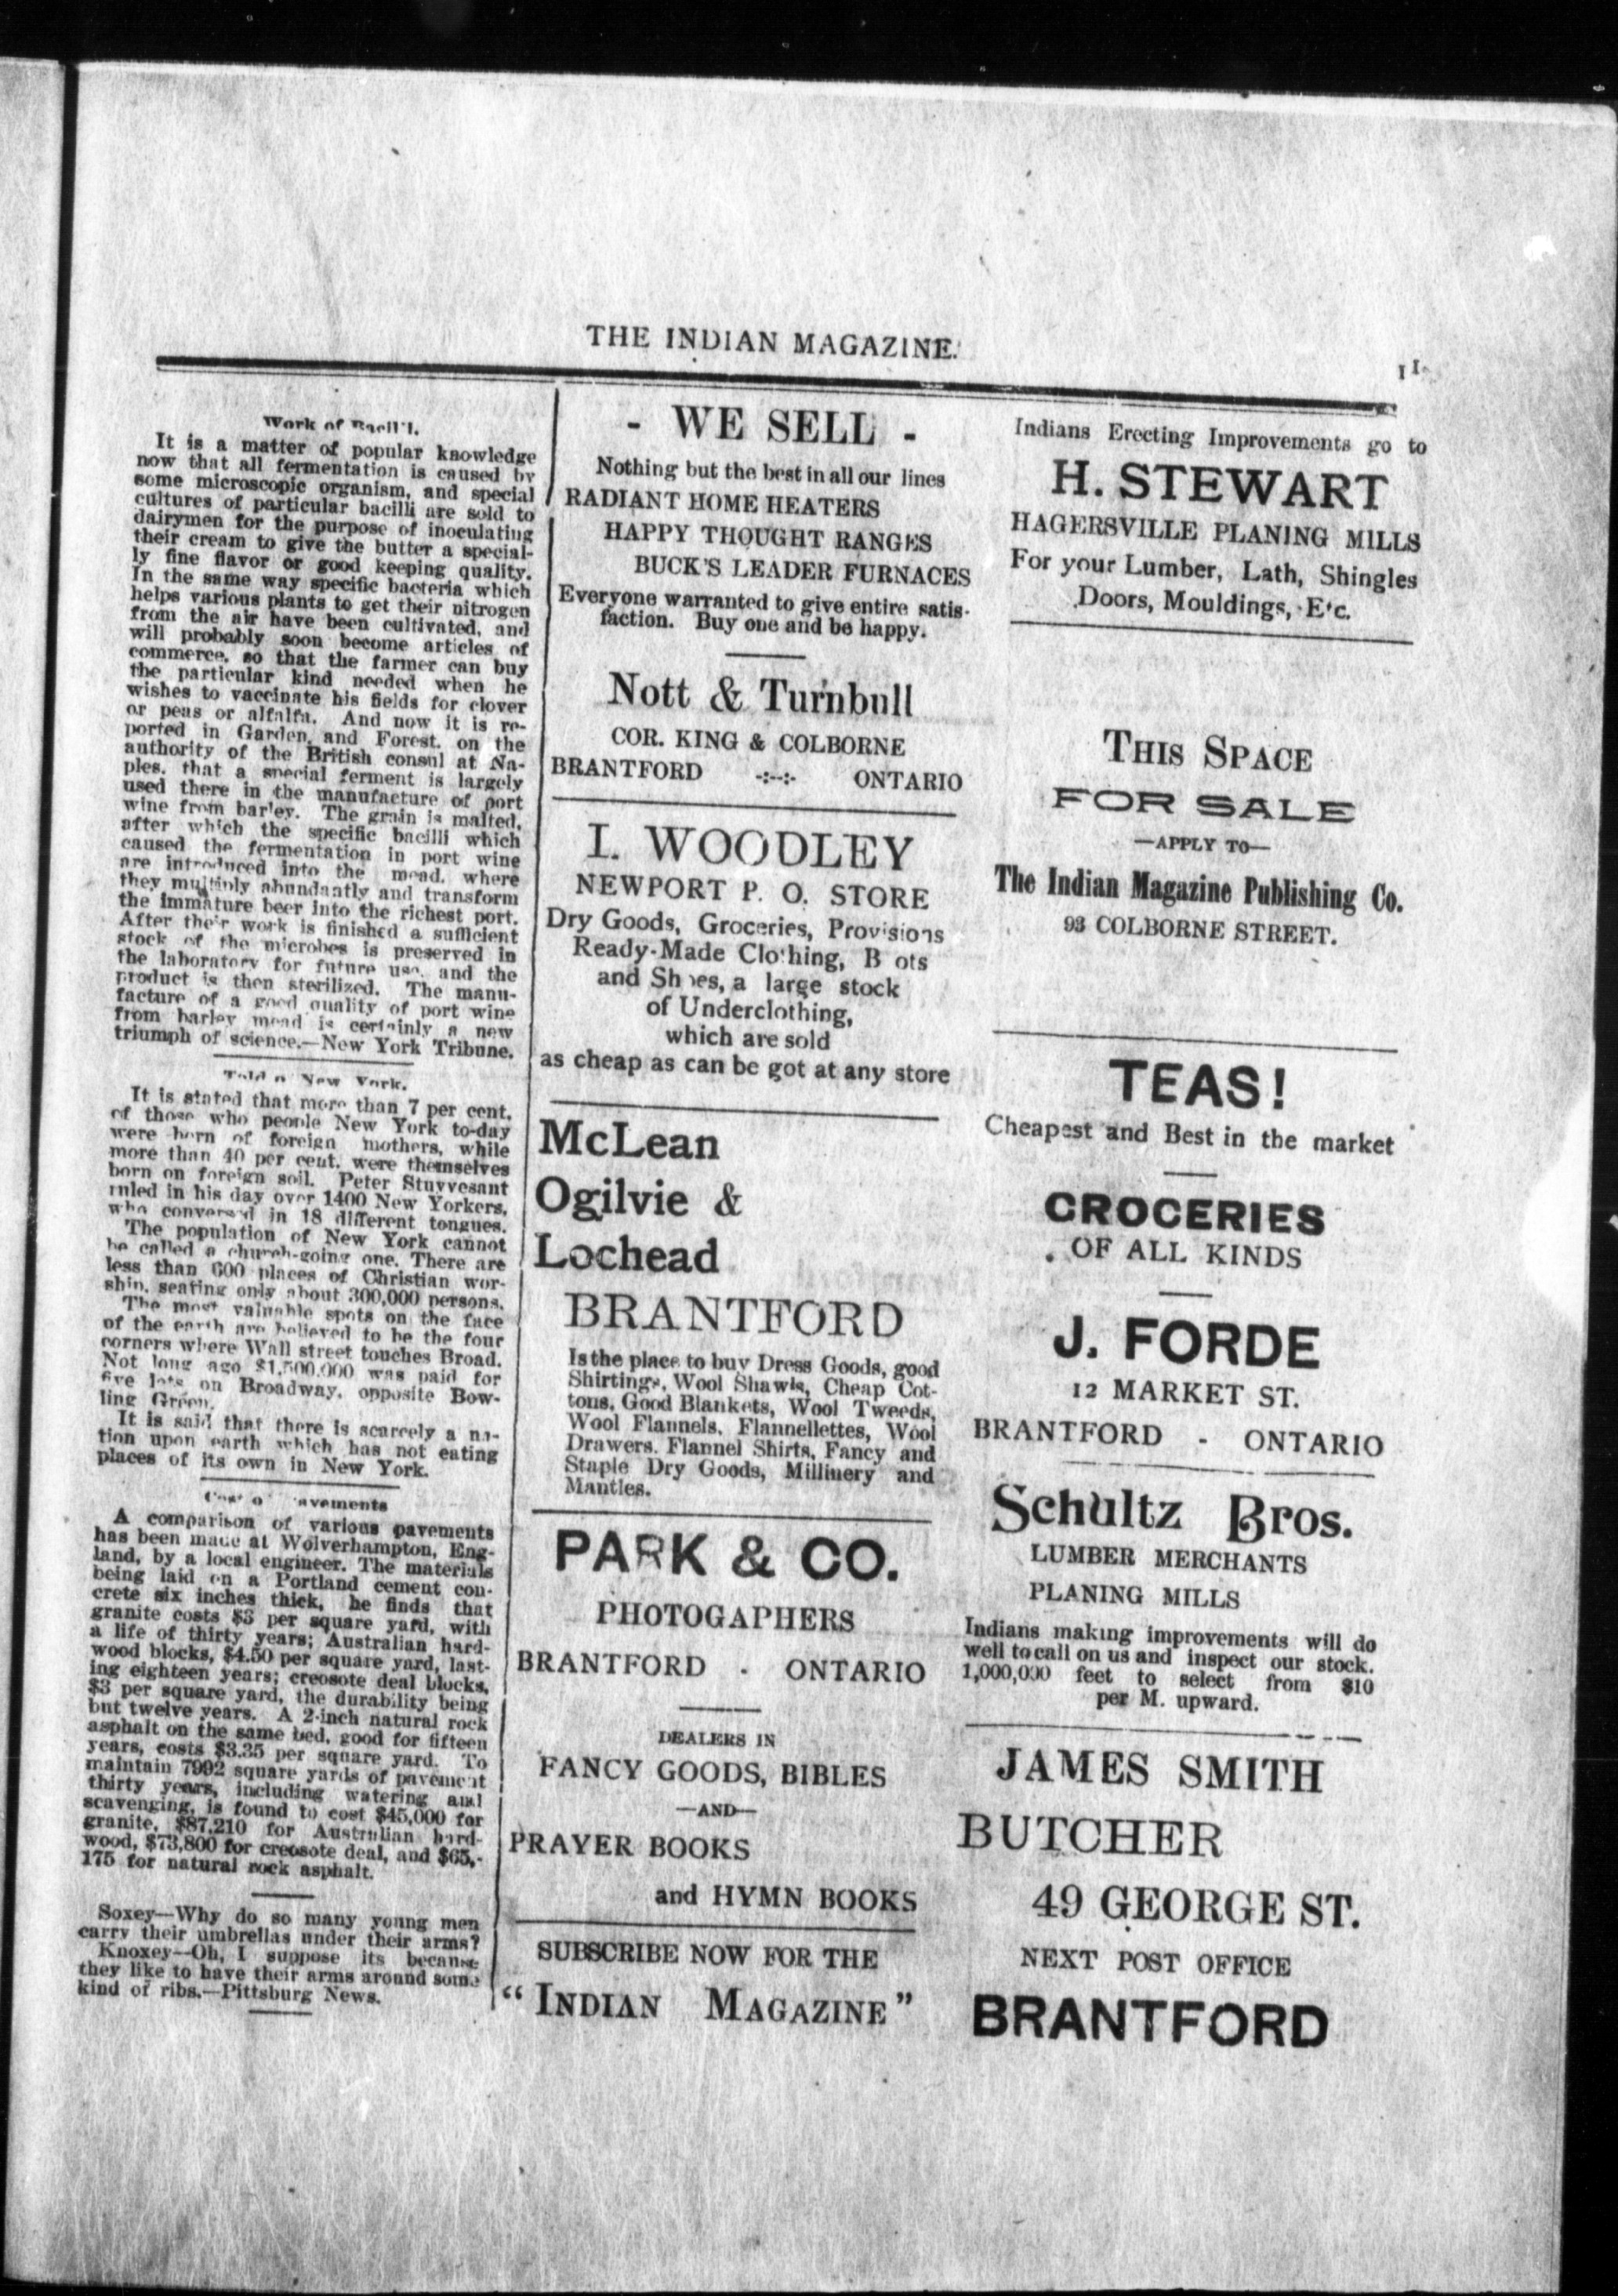 THE INDIAN MAGAZINE.
11
Work of
It is a matter of popular knowledge
now that all fermentation is caused by
some microscopic organism, and special
cultures of particular bacilli are sold to
dairymen for the purpose of inoculating
their cream to give the butter a special-
ly fine flavor or good keeping quality.
In the same way specific bacteria which
helps various plants to get their nitrogen
from the air have been cultivated, and
will probably soon become articles of
commerce, so that the farmer can buy
the particular kind needed when he
wishes to vaccinate his fields for clover
or peas or alfalfa. And now it is re-
ported in Garden and Forest, on the
authority of the British consul at Na-
ples, that a special ferment is largely
used there in the manufacture of port
wine from barley. The grain is malted,
after which the specific bacilli which
caused the fermentation in port wine
are introduced into the mead, where
they multiply abundantly and transform
the immature beer into the richest port.
After their work is finished a sufficient
stock of the microbes is preserved in
the laboratory for future use, and the
product is then sterilized. The manu-
facture of a good quality of port wine
from barley mead is certainly a new
triumph of science.—New York Tribune.
New York.
It is stated that more than 7 per cent.
of those who people New York to-day
were born of foreign mothers, while
more than 40 per cent. were themselves
born on foreign soil. Peter Stuyvesant
ruled in his day over 1400 New Yorkers,
who conversed in 18 different tongues.
The population of New York cannot
be called a church-going one. There are
less than 600 places of Christian wor-
ship, seating only about 300,000 persons.
The most valuable spots on the face
of the earth are believed to be the four
corners where Wall street touches Broad.
Not long ago $1,500,000 was paid for
five lots on Broadway, opposite Bow-
ling Green.
It is said that there is scarcely a na-
tion upon earth which has not eating
places of its own in New York.
avements
A comparison of various pavements
has been made at Wolverhampton, Eng-
land, by a local engineer. The materials
being laid on a Portland cement con-
crete six inches thick, he finds that
granite costs $3 per square yard, with
a life of thirty years; Australian hard-
wood blocks, $4.50 per square yard, last-
ing eighteen years; creosote deal blocks,
$3 per square yard, the durability being
but twelve years. A 2-inch natural rock
asphalt on the same bed, good for fifteen
years, costs $3.35 per square yard. To
maintain 7992 square yards of pavement
thirty years, including watering and
scavenging, is found to cost $45,000 for
granite, $87,210 for Australian hard-
wood, $73,800 for creosote deal, and $65,-
175 for natural rock asphalt.
Soxey—Why do so many young men
carry their umbrellas under their arms?
Knoxey—Oh, I suppose its because
they like to have their arms around some
kind of ribs.—Pittsburg News.
- WE SELL -
Nothing but the best in all our lines
RADIANT HOME HEATERS
HAPPY THOUGHT RANGES
BUCK'S LEADER FURNACES
Everyone warranted to give entire satis-
faction. Buy one and be happy.
Nott & Turnbull
COR. KING & COLBORNE
BRANTFORD -:--:- ONTARIO
I. WOODLEY
NEWPORT P. O. STORE
Dry Goods, Groceries, Provisions
Ready-Made Clothing, B ots
and Shoes, a large stock
of Underclothing,
which are sold
as cheap as can be got at any store
McLean
Ogilvie &
Lochead
BRANTFORD
Is the place to buy Dress Goods, good
Shirtings, Wool Shawls, Cheap Cot-
tons, Good Blankets, Wool Tweeds,
Wool Flannels, Flannellettes, Wool
Drawers, Flannel Shirts, Fancy and
Staple Dry Goods, Millinery and
Mantles.
PARK & CO.
PHOTOGAPHERS
BRANTFORD - ONTARIO
DEALERS IN
FANCY GOODS, BIBLES
—AND—
PRAYER BOOKS
and HYMN BOOKS
SUBSCRIBE NOW FOR THE
"INDIAN MAGAZINE"
Indians Erecting Improvements go to
H. STEWART
HAGERSVILLE PLANING MILLS
For your Lumber, Lath, Shingles
Doors, Mouldings, Etc.
THIS SPACE
FOR SALE
—APPLY TO—
The Indian Magazine Publishing Co.
93 COLBORNE STREET.
TEAS!
Cheapest and Best in the market
GROCERIES
OF ALL KINDS
J. FORDE
12 MARKET ST.
BRANTFORD - ONTARIO
Schultz Bros.
LUMBER MERCHANTS
PLANING MILLS
Indians making improvements will do
well to call on us and inspect our stock.
1,000,000 feet to select from $10
per M. upward.
JAMES SMITH
BUTCHER
49 GEORGE ST.
NEXT POST OFFICE
BRANTFORD